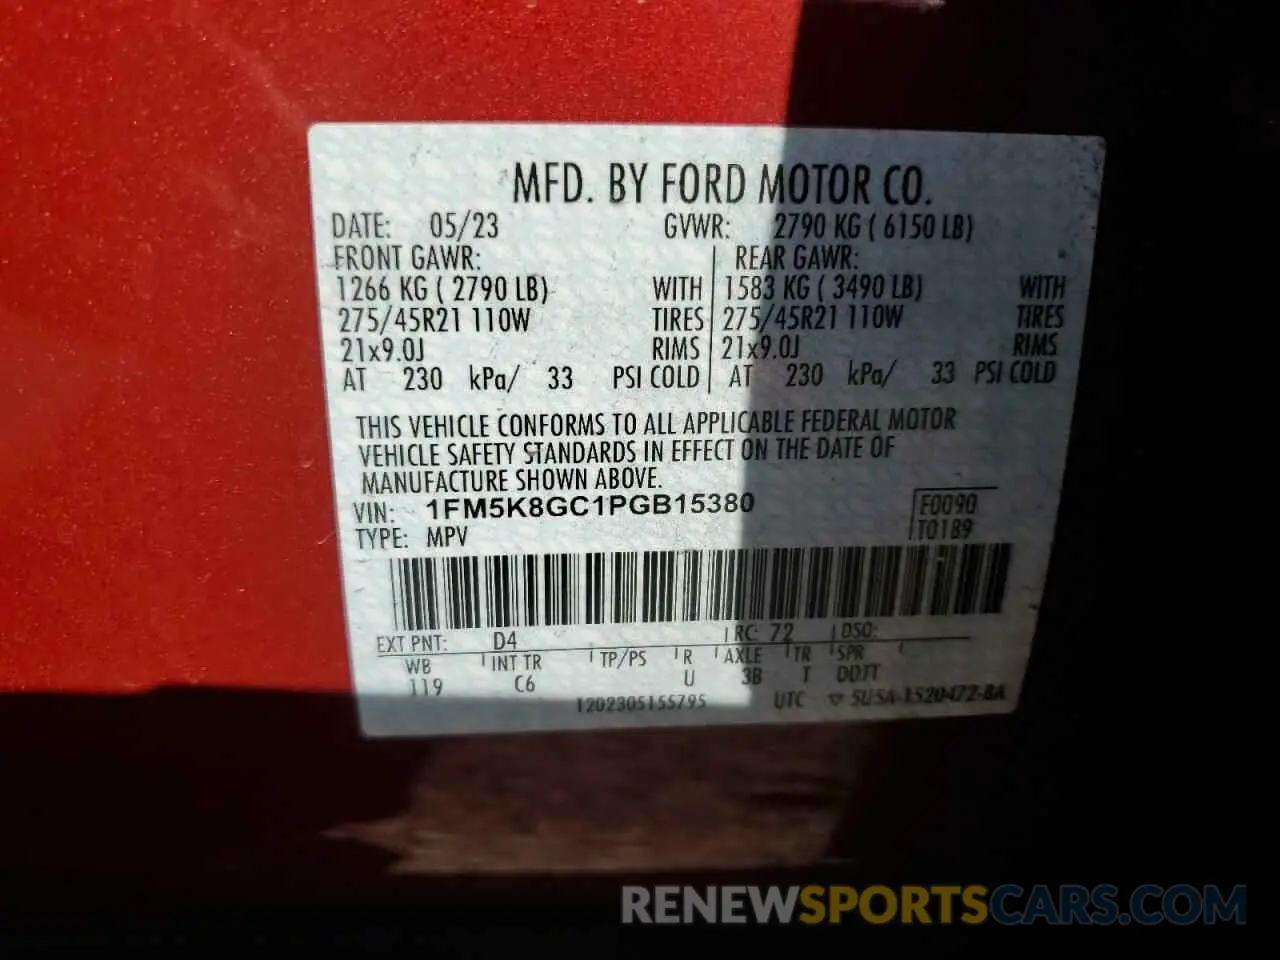 MFD. BY FORD MOTOR CO.
DATE: 05/23 GVWR: 2790 KG ( 6150 LB)
FRONT GAWR: REAR GAWR:
1266 KG ( 2790 LB) WITH 1583 KG ( 3490 LB) WITH
275/45R21 110W TIRES 275/45R21 110W TIRES
21x9.0J RIMS 21x9.0J RIMS
AT 230 kPa/ 33 PSI COLD AT 230 kPa/ 33 PSI COLD
THIS VEHICLE CONFORMS TO ALL APPLICABLE FEDERAL MOTOR
VEHICLE SAFETY STANDARDS IN EFFECT ON THE DATE OF
MANUFACTURE SHOWN ABOVE.
VIN: 1FM5K8GC1PGB15380 F0090
TYPE: MPV T0189
EXT PNT: D4 RC: 72 DSO:
WB INT TR TP/PS R AXLE TR SPR
119 C6 U 3B T DDJT
1202305155795 UTC ▽ 5U5A-1520472-BA
RENEWSPORTSCARS.COM